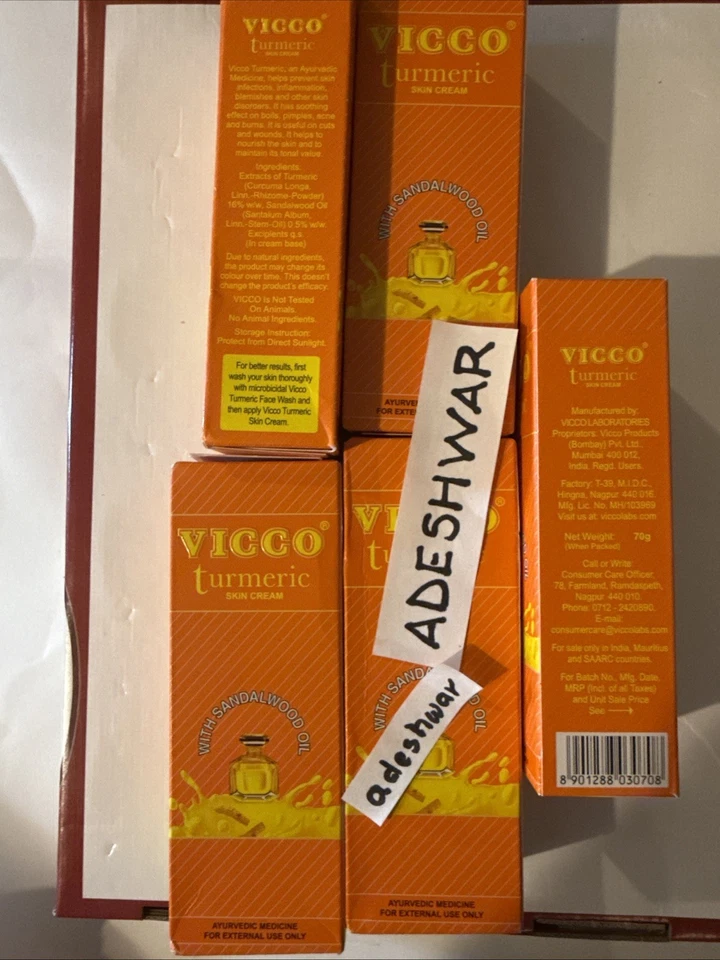 VICCO®
turmeric
SKIN CREAM
Vicco Turmeric, an Ayurvedic
Medicine, helps prevent skin
infections, inflammation,
blemishes and other skin
disorders. It has soothing
effect on boils, pimples, acne
and burns. It is useful on cuts
and wounds. It helps to
nourish the skin and to
maintain its tonal value.
Ingredients:
Extracts of Turmeric
(Curcuma Longa
Linn.-Rhizome-Powder)
16% w/w, Sandalwood Oil
(Santalum Album,
Linn.-Stem-Oil) 0.5% w/w
Excipients q.s
(In cream base)
Due to natural ingredients,
the product may change its
colour over time. This doesn't
change the product's efficacy.
VICCO Is Not Tested
On Animals.
No Animal Ingredients.
Storage Instruction:
Protect from Direct Sunlight.
For better results, first
wash your skin thoroughly
with microbicidal Vicco
Turmeric Face Wash and
then apply Vicco Turmeric
Skin Cream.
VICCO®
turmeric
SKIN CREAM
WITH SANDALWOOD OIL
AYURVE
FOR EXTE
ADESHWAR
VICCO®
turmeric
SKIN CREAM
Manufactured by:
VICCO LABORATORIES
Proprietors: Vicco Products
(Bombay) Pvt. Ltd.,
Mumbai 400 012,
India. Regd. Users.
Factory: T-39, M.I.D.C.,
Hingna, Nagpur 440 016.
Mfg. Lic. No. MH/103969
Visit us at: viccolabs.com
Net Weight: 70g
(When Packed)
Call or Write:
Consumer Care Officer,
78, Farmland, Ramdaspeth,
Nagpur 440 010.
Phone: 0712 - 2420890.
E-mail:
consumercare@viccolabs.com
For sale only in India, Mauritius
and SAARC countries.
For Batch No., Mfg. Date,
MRP (Incl. of all Taxes)
and Unit Sale Price
See
8 901288 030708
VICCO®
turmeric
SKIN CREAM
WITH SANDALWOOD OIL
AYURVEDIC MEDICINE
FOR EXTERNAL USE ONLY
VI
tu
WITH SANDA
OIL
adeshwar
AYURVEDIC MEDICINE
FOR EXTERNAL USE ONLY